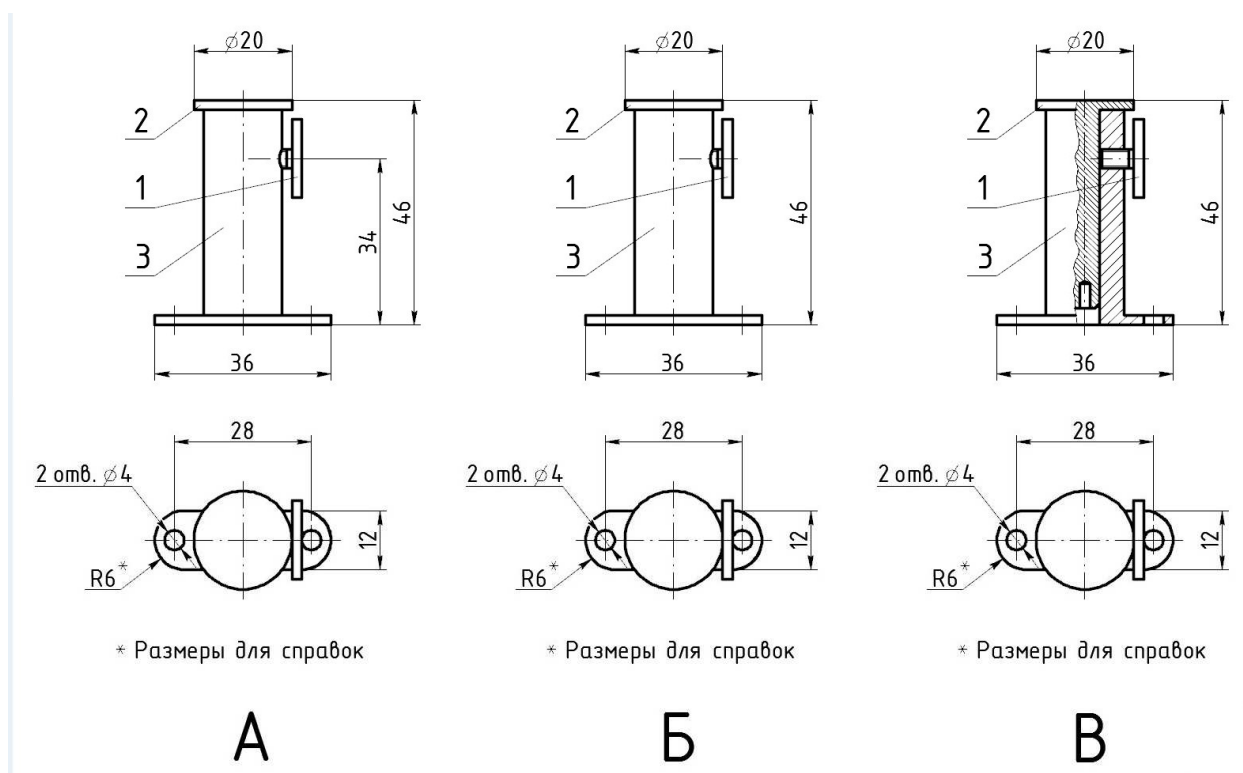 ⌀20 ⌀20 ⌀20
2 2 2
1 1 1
34 46 46 46
3 3 3
36 36 36
28 28 28
2 отв. ⌀4 2 отв. ⌀4 2 отв. ⌀4
12 12 12
R6* R6* R6*
* Размеры для справок * Размеры для справок * Размеры для справок
А Б В